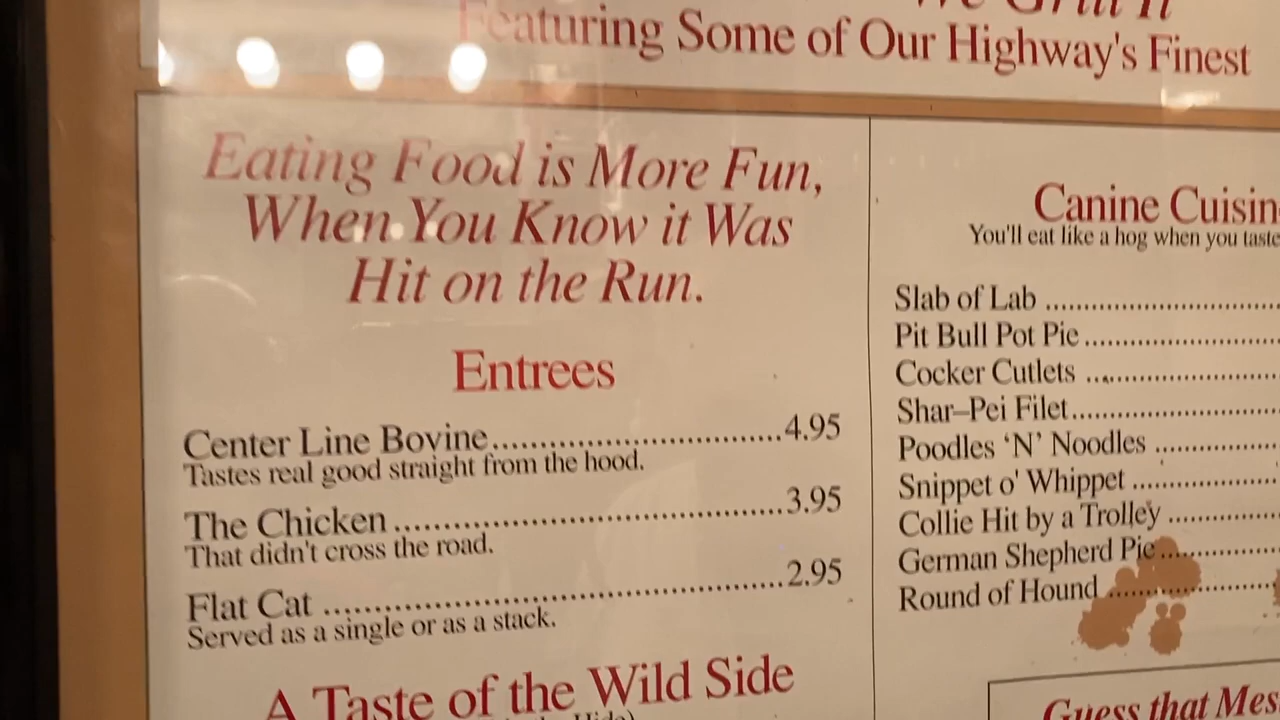 We Grill It
Featuring Some of Our Highway's Finest
Eating Food is More Fun,
When You Know it Was
Hit on the Run.
Entrees
Center Line Bovine..............................4.95
Tastes real good straight from the hood.
The Chicken ........................................3.95
That didn't cross the road.
Flat Cat ................................................2.95
Served as a single or as a stack.
A Taste of the Wild Side
Canine Cuisin
You'll eat like a hog when you taste
Slab of Lab ..............................
Pit Bull Pot Pie.........................
Cocker Cutlets .........................
Shar–Pei Filet...........................
Poodles ‘N’ Noodles ................
Snippet o' Whippet ...................
Collie Hit by a Trolley ..............
German Shepherd Pie................
Round of Hound .......................
Guess that Mes